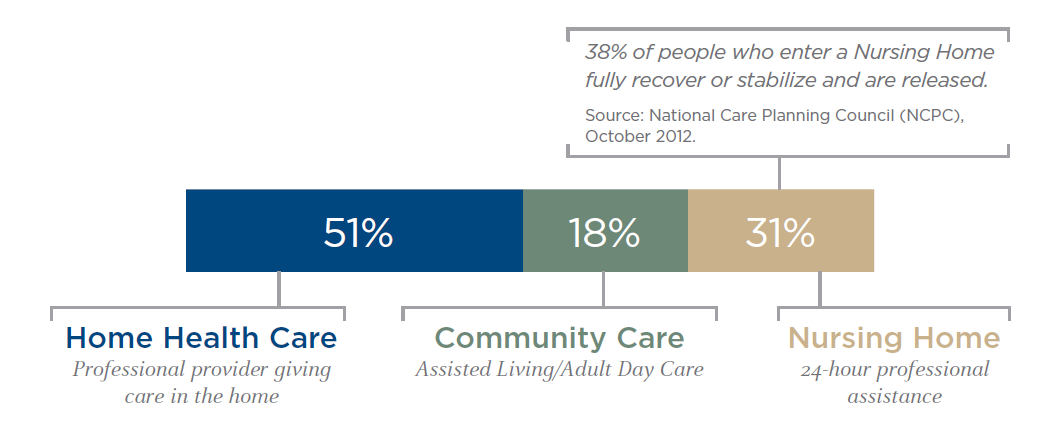 38% of people who enter a Nursing Home
fully recover or stabilize and are released.
Source: National Care Planning Council (NCPC),
October 2012.
51%
18%
31%
Home Health Care
Professional provider giving
care in the home
Community Care
Assisted Living/Adult Day Care
Nursing Home
24-hour professional
assistance